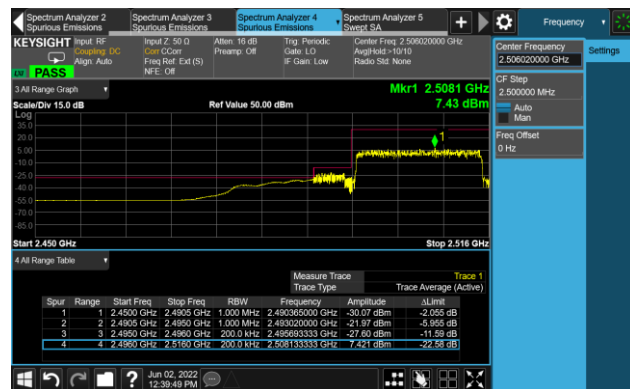 Spectrum Analyzer 2
Spurious Emissions
Spectrum Analyzer 3
Spurious Emissions
Spectrum Analyzer 4
Spurious Emissions
Spectrum Analyzer 5
Swept SA
Frequency
KEYSIGHT
Input: RF
Coupling: DC
Align: Auto
Input Z: 50 Ω
Corr CCorr
Freq Ref: Ext (S)
NFE: Off
Atten: 16 dB
Preamp: Off
Trig: Periodic
Gate: LO
IF Gain: Low
Center Freq: 2.506020000 GHz
Avg|Hold:>10/10
Radio Std: None
PASS
Center Frequency
2.506020000 GHz
Settings
CF Step
2.500000 MHz
Auto
Man
Freq Offset
0 Hz
3 All Range Graph
Mkr1 2.5081 GHz
Scale/Div 15.0 dB
Ref Value 50.00 dBm
7.43 dBm
Log
35.0
20.0
5.00
-10.0
-25.0
-40.0
-55.0
-70.0
-85.0
1
Start 2.450 GHz
Stop 2.516 GHz
4 All Range Table
Measure Trace Trace 1
Trace Type Trace Average (Active)
Spur Range Start Freq Stop Freq RBW Frequency Amplitude ΔLimit
1 1 2.4500 GHz 2.4905 GHz 1.000 MHz 2.490365000 GHz -30.07 dBm -2.055 dB
2 2 2.4905 GHz 2.4950 GHz 1.000 MHz 2.493020000 GHz -21.97 dBm -5.955 dB
3 3 2.4950 GHz 2.4960 GHz 200.0 kHz 2.495693333 GHz -27.60 dBm -11.59 dB
4 4 2.4960 GHz 2.5160 GHz 200.0 kHz 2.508133333 GHz 7.421 dBm -22.58 dB
Jun 02, 2022
12:39:49 PM